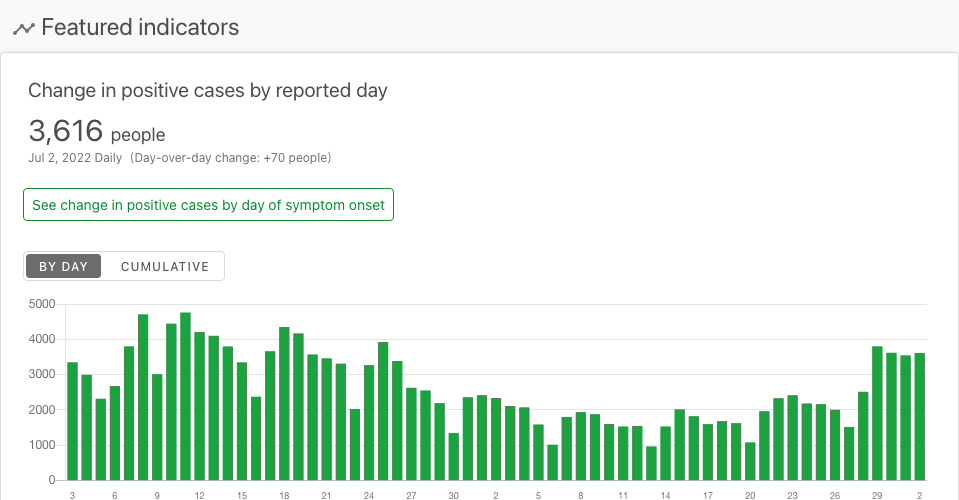 Featured indicators
Change in positive cases by reported day
3,616 people
Jul 2, 2022 Daily (Day-over-day change: +70 people)
See change in positive cases by day of symptom onset
BY DAY CUMULATIVE
5000
4000
3000
2000
1000
0
3 6 9 12 15 18 21 24 27 30 2 5 8 11 14 17 20 23 26 29 2